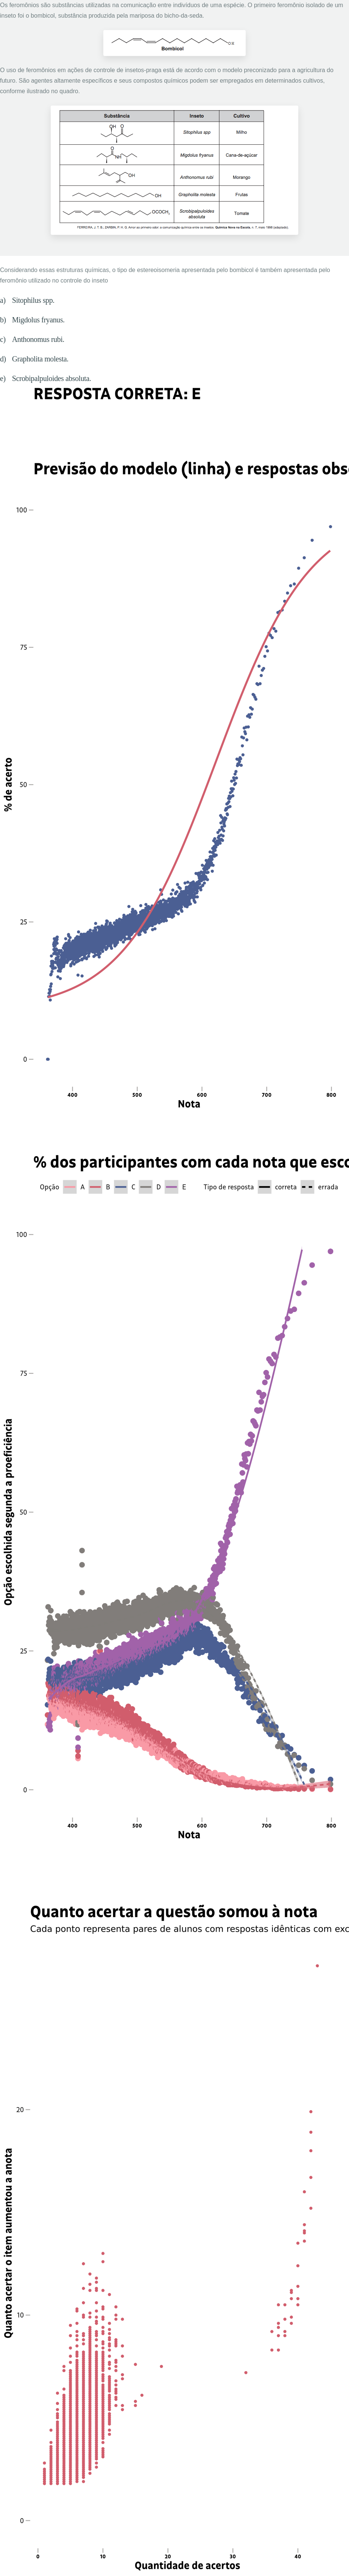 Os feromônios são substâncias utilizadas na comunicação entre indivíduos de uma espécie. O primeiro feromônio isolado de um
inseto foi o bombicol, substância produzida pela mariposa do bicho-da-seda.
Bombicol
O uso de feromônios em ações de controle de insetos-praga está de acordo com o modelo preconizado para a agricultura do
futuro. São agentes altamente específicos e seus compostos químicos podem ser empregados em determinados cultivos,
conforme ilustrado no quadro.
Substância Inseto Cultivo
OH O
Sitophilus spp Milho
O
NH
Migdolus fryanus Cana-de-açúcar
OH
Anthonomus rubi Morango
OH
Grapholita molesta Frutas
OCOCH3
Scrobipalpuloides
absoluta
Tomate
Considerando essas estruturas químicas, o tipo de estereoisomeria apresentada pelo bombicol é também apresentada pelo
feromônio utilizado no controle do inseto
a) Sitophilus spp.
b) Migdolus fryanus.
c) Anthonomus rubi.
d) Grapholita molesta.
e) Scrobipalpuloides absoluta.
RESPOSTA CORRETA: E
Previsão do modelo (linha) e respostas obs
100
75
50
25
0
% de acerto
400 500 600 700 800
Nota
% dos participantes com cada nota que esco
Opção A B C D E Tipo de resposta correta errada
100
75
50
25
0
Opção escolhida segunda a proeficiência
400 500 600 700 800
Nota
Quanto acertar a questão somou à nota
Cada ponto representa pares de alunos com respostas idênticas com exc
20
10
0
Quanto acertar o item aumentou a anota
0 10 20 30 40
Quantidade de acertos